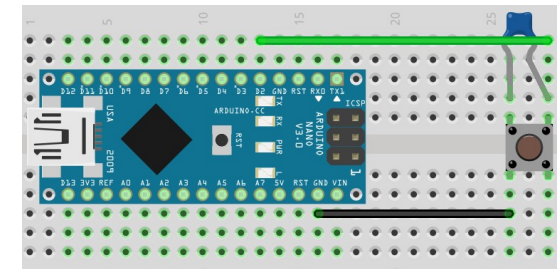 1 5 10 15 20 25
D12 D11 D10 D9 D8 D7 D6 D5 D4 D3 D2 GND RST RX0 TX1
TX
RX
PWR
L
ARDUINO.CC
RST
ARDUINO
NANO
V3.0
ICSP
1
USA
2009
D13 3V3 REF A0 A1 A2 A3 A4 A5 A6 A7 5V RST GND VIN